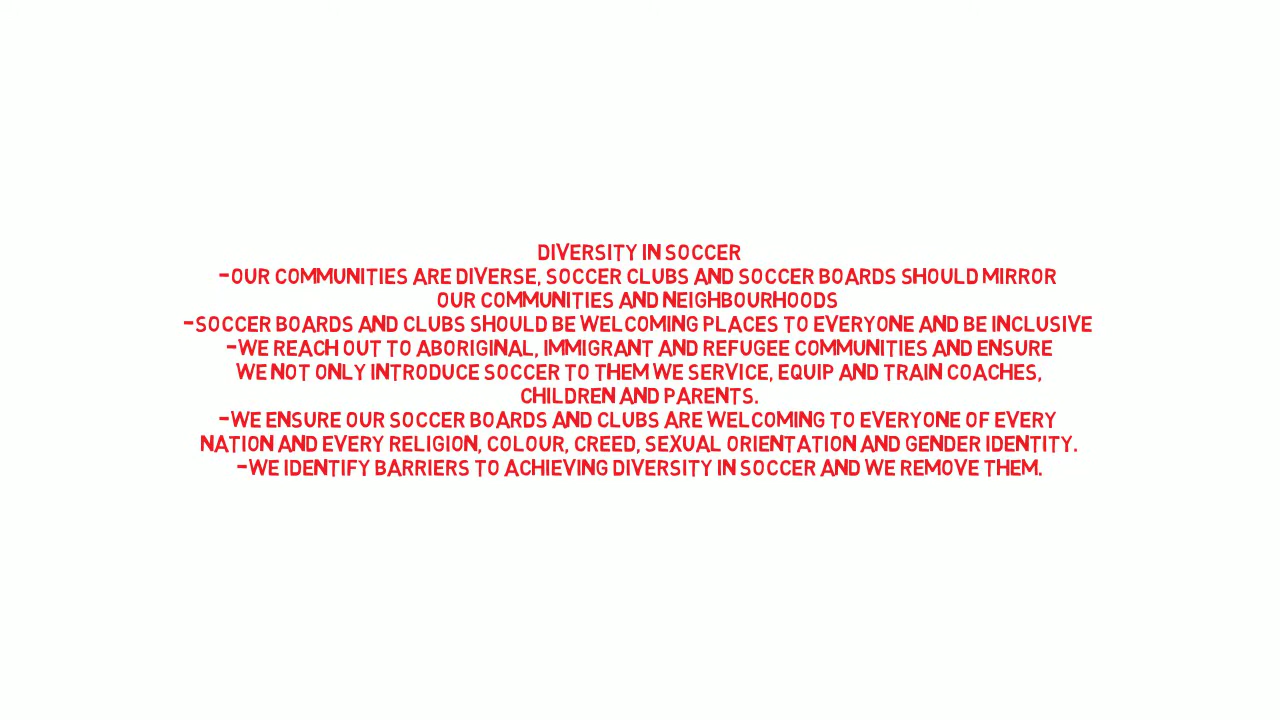 DIVERSITY IN SOCCER
-OUR COMMUNITIES ARE DIVERSE, SOCCER CLUBS AND SOCCER BOARDS SHOULD MIRROR
OUR COMMUNITIES AND NEIGHBOURHOODS
-SOCCER BOARDS AND CLUBS SHOULD BE WELCOMING PLACES TO EVERYONE AND BE INCLUSIVE
-WE REACH OUT TO ABORIGINAL, IMMIGRANT AND REFUGEE COMMUNITIES AND ENSURE
WE NOT ONLY INTRODUCE SOCCER TO THEM WE SERVICE, EQUIP AND TRAIN COACHES,
CHILDREN AND PARENTS.
-WE ENSURE OUR SOCCER BOARDS AND CLUBS ARE WELCOMING TO EVERYONE OF EVERY
NATION AND EVERY RELIGION, COLOUR, CREED, SEXUAL ORIENTATION AND GENDER IDENTITY.
-WE IDENTIFY BARRIERS TO ACHIEVING DIVERSITY IN SOCCER AND WE REMOVE THEM.